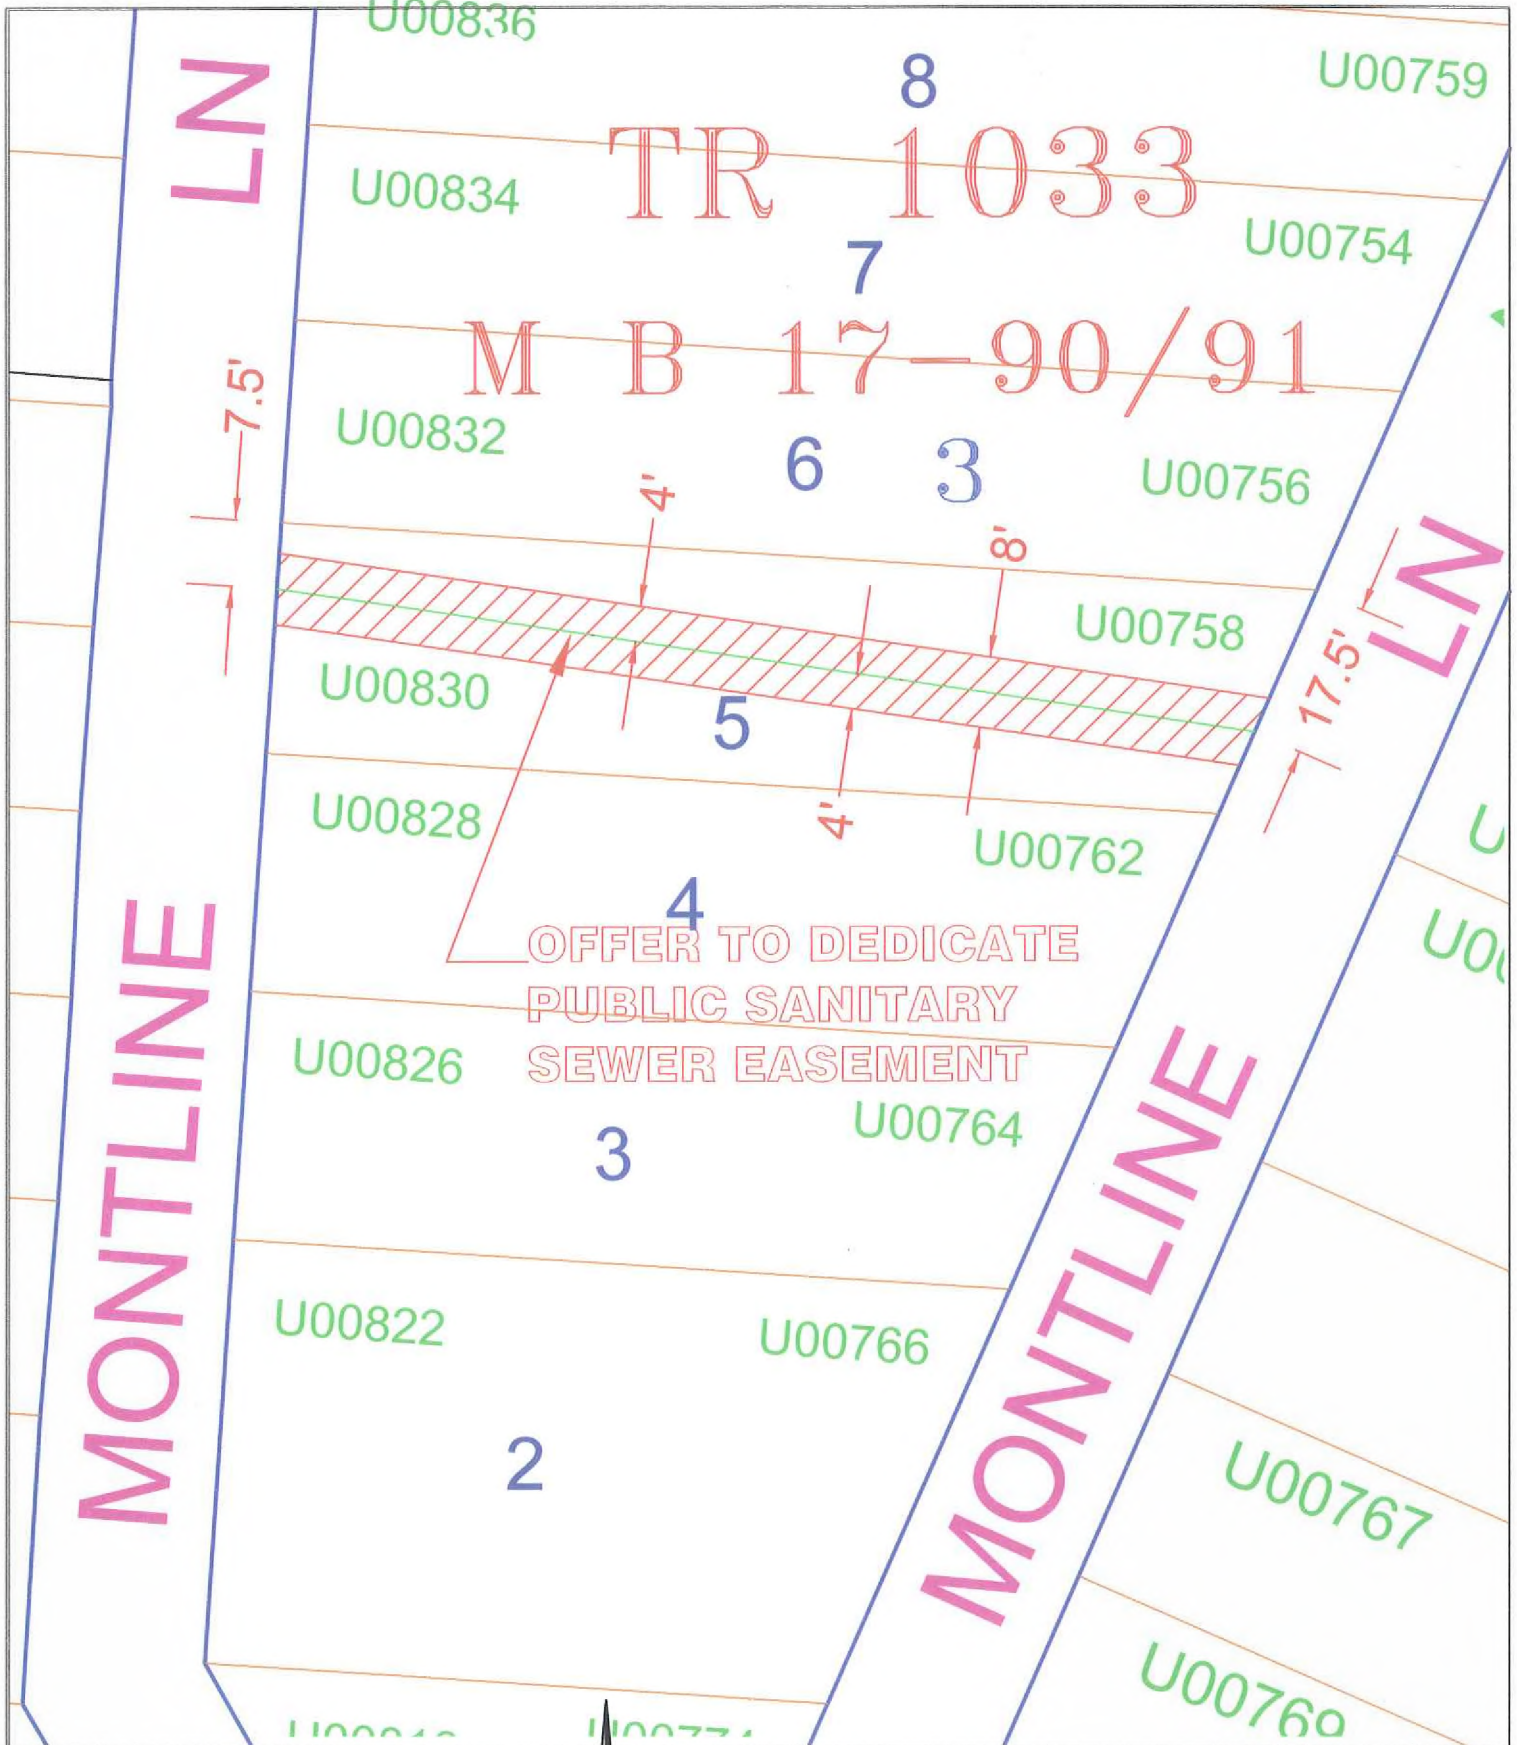 U00836
LN
8
U00759
TR 1033
U00834
U00754
7
M B 17-90/91
7.5'
U00832
6
3
U00756
4'
8'
LN
U00758
17.5'
U00830
5
U00828
4'
U00762
4
OFFER TO DEDICATE
PUBLIC SANITARY
SEWER EASEMENT
MONTLINE
U00826
U00764
3
MONTLINE
U00822
U00766
2
U00767
U00769